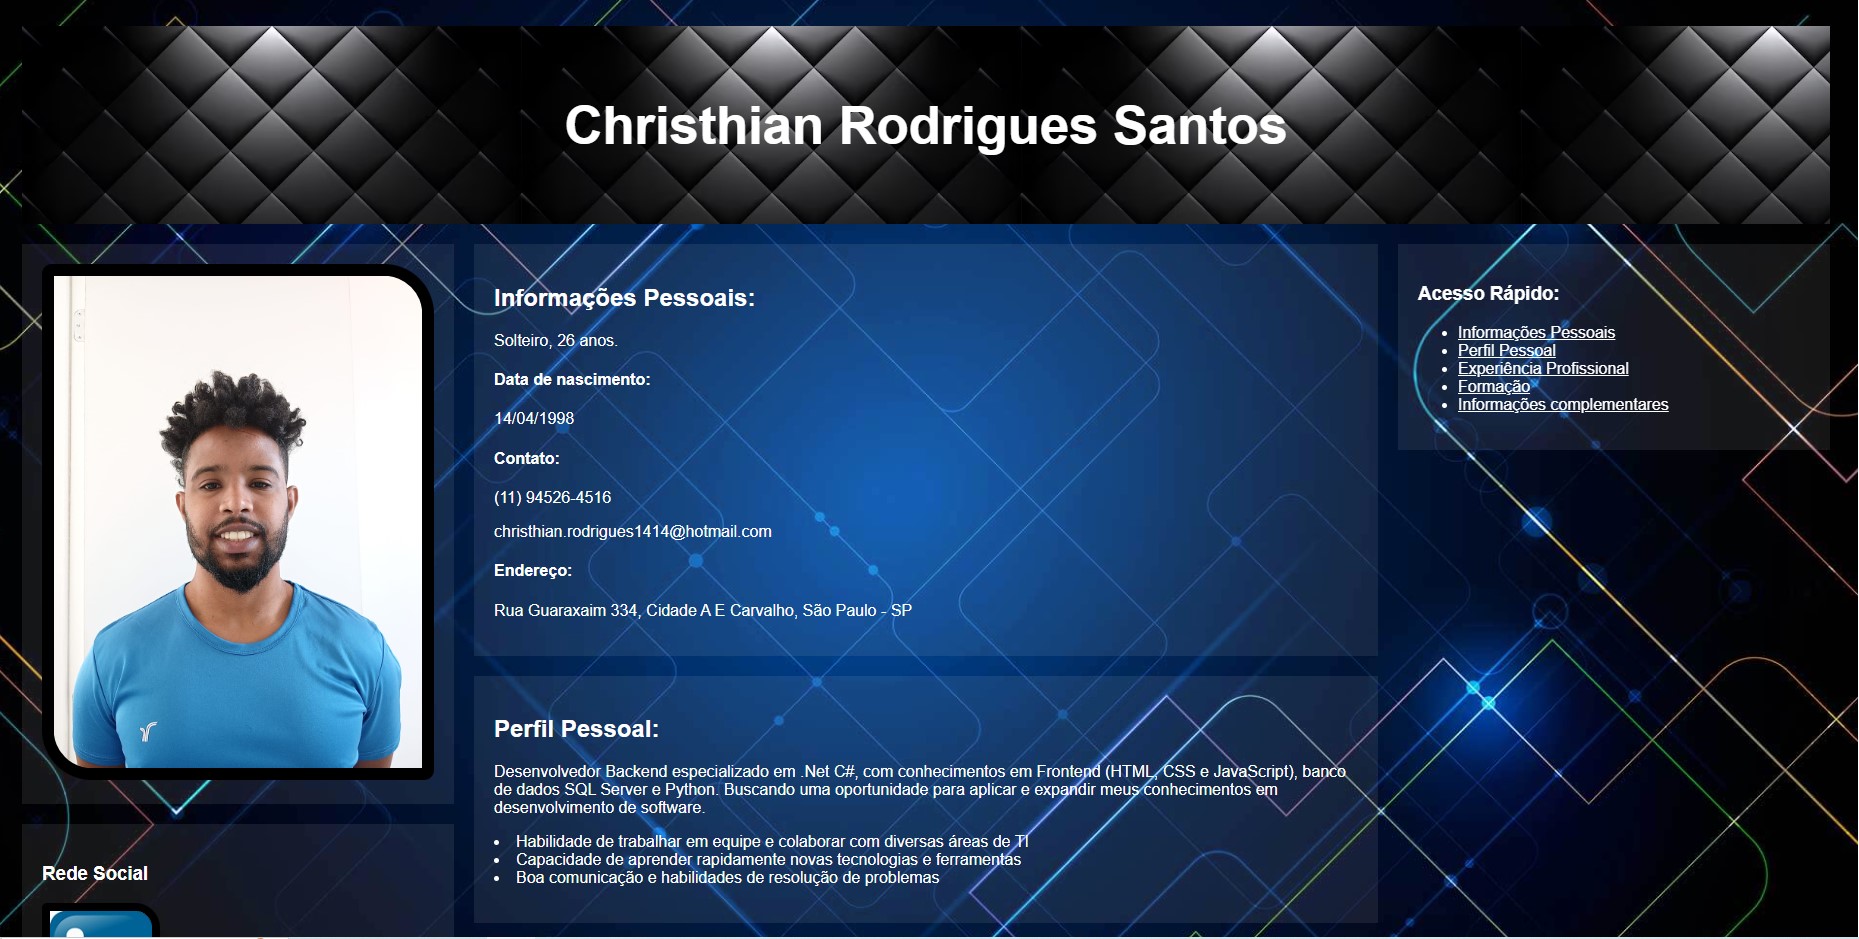 Christhian Rodrigues Santos
Informações Pessoais:
Solteiro, 26 anos.
Data de nascimento:
14/04/1998
Contato:
(11) 94526-4516
christhian.rodrigues1414@hotmail.com
Endereço:
Rua Guaraxaim 334, Cidade A E Carvalho, São Paulo - SP
Perfil Pessoal:
Desenvolvedor Backend especializado em .Net C#, com conhecimentos em Frontend (HTML, CSS e JavaScript), banco
de dados SQL Server e Python. Buscando uma oportunidade para aplicar e expandir meus conhecimentos em
desenvolvimento de software.
• Habilidade de trabalhar em equipe e colaborar com diversas áreas de TI
• Capacidade de aprender rapidamente novas tecnologias e ferramentas
• Boa comunicação e habilidades de resolução de problemas
Acesso Rápido:
• Informações Pessoais
• Perfil Pessoal
• Experiência Profissional
• Formação
• Informações complementares
Rede Social